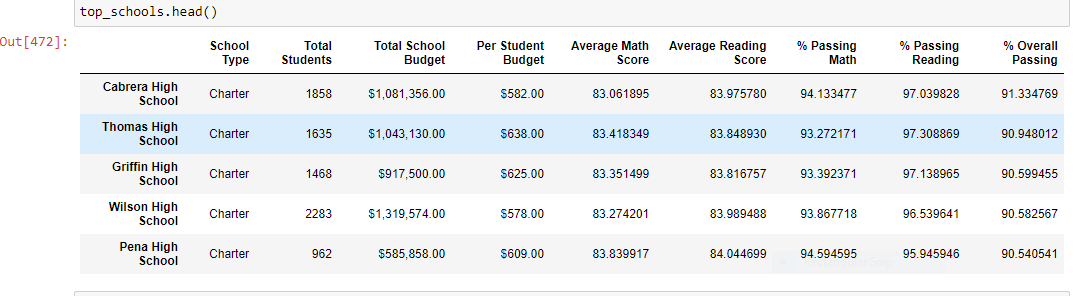 top_schools.head()
Out[472]:
School Type Total Students Total School Budget Per Student Budget Average Math Score Average Reading Score % Passing Math % Passing Reading % Overall Passing
Cabrera High School Charter 1858 $1,081,356.00 $582.00 83.061895 83.975780 94.133477 97.039828 91.334769
Thomas High School Charter 1635 $1,043,130.00 $638.00 83.418349 83.848930 93.272171 97.308869 90.948012
Griffin High School Charter 1468 $917,500.00 $625.00 83.351499 83.816757 93.392371 97.138965 90.599455
Wilson High School Charter 2283 $1,319,574.00 $578.00 83.274201 83.989488 93.867718 96.539641 90.582567
Pena High School Charter 962 $585,858.00 $609.00 83.839917 84.044699 94.594595 95.945946 90.540541